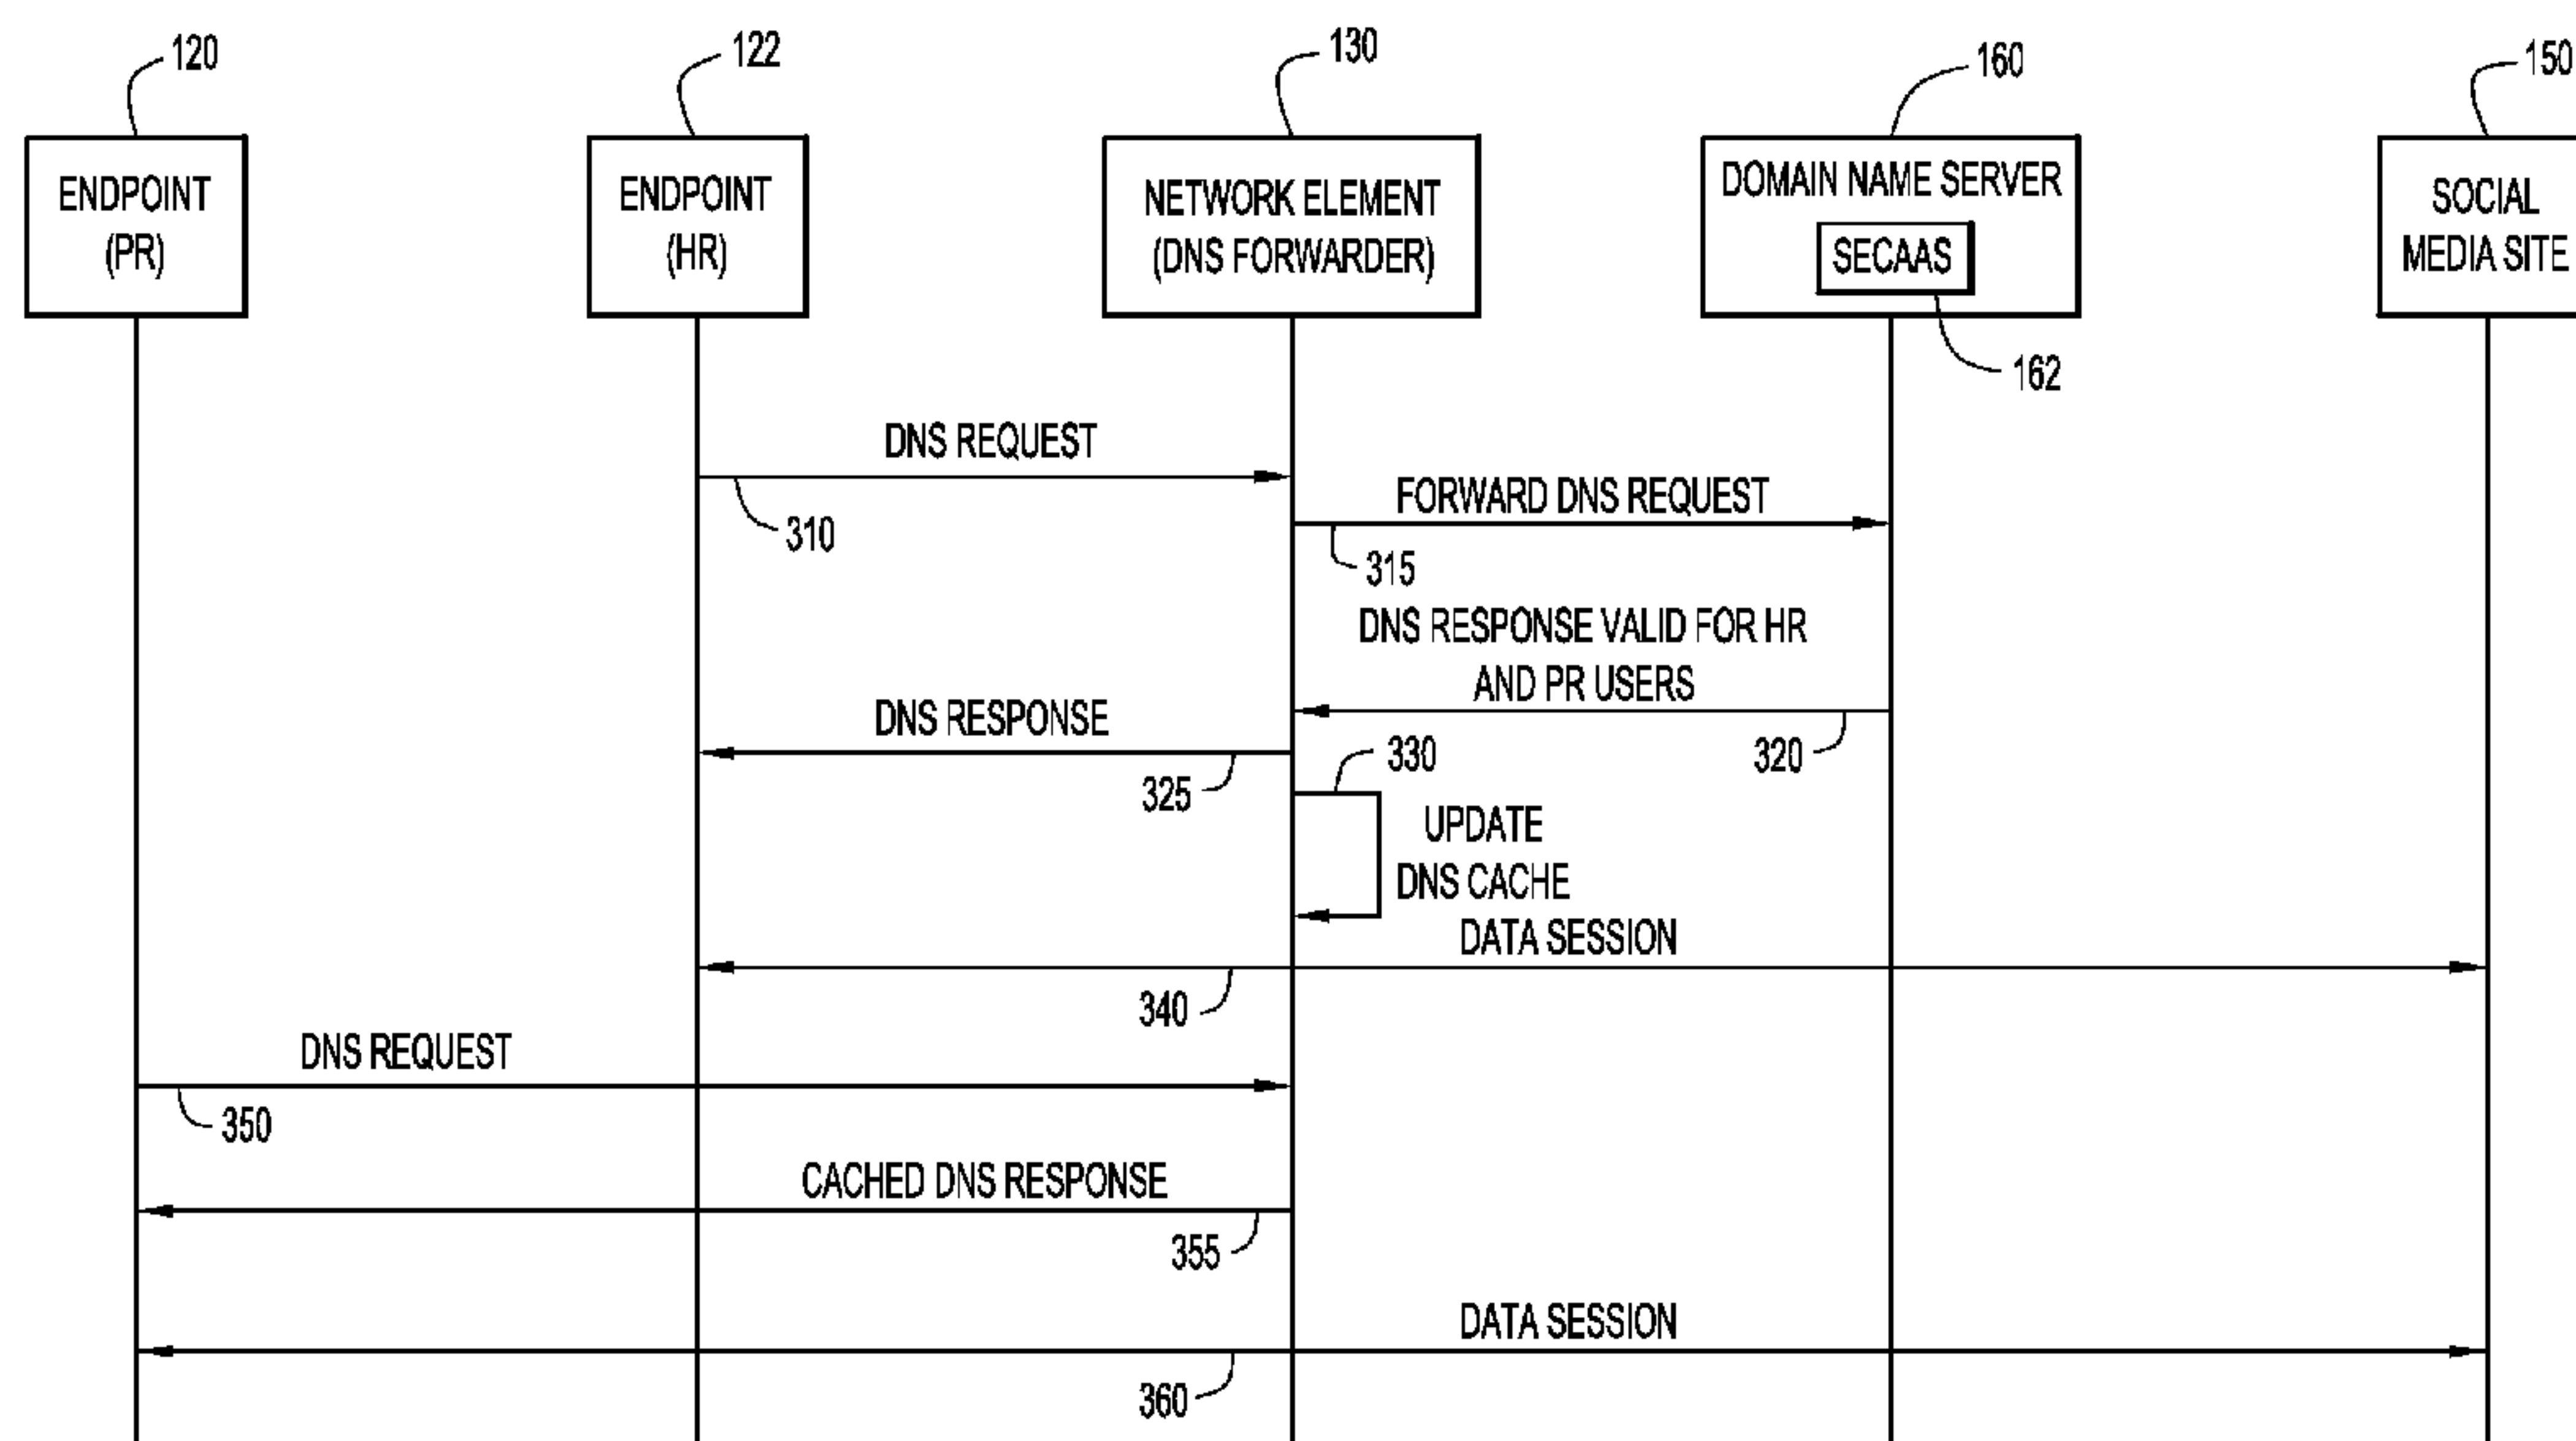 120
122
130
160
150
ENDPOINT
(PR)
ENDPOINT
(HR)
NETWORK ELEMENT
(DNS FORWARDER)
DOMAIN NAME SERVER
SECAAS
SOCIAL
MEDIA SITE
162
DNS REQUEST
310
FORWARD DNS REQUEST
315
DNS RESPONSE VALID FOR HR
AND PR USERS
320
DNS RESPONSE
325
330
UPDATE
DNS CACHE
DATA SESSION
340
DNS REQUEST
350
CACHED DNS RESPONSE
355
DATA SESSION
360